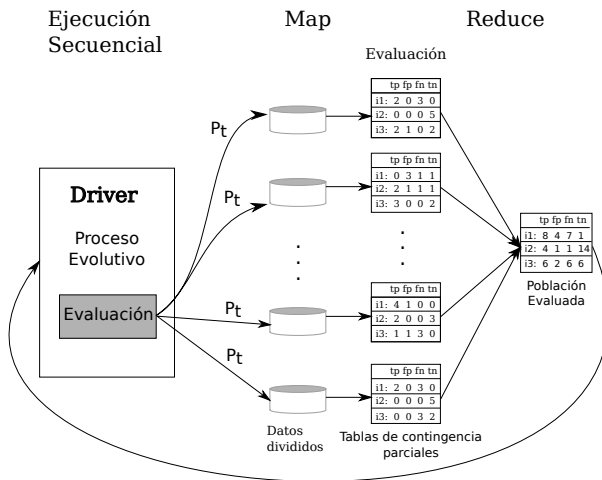 Ejecución
Secuencial
Map
Reduce
Evaluación
tp fp fn tn
i1: 2 0 3 0
i2: 0 0 0 5
i3: 2 1 0 2
Pt
tp fp fn tn
i1: 0 3 1 1
i2: 2 1 1 1
i3: 3 0 0 2
Pt
Driver
Proceso
Evolutivo
Evaluación
tp fp fn tn
i1: 8 4 7 1
i2: 4 1 1 14
i3: 6 2 6 6
Población
Evaluada
tp fp fn tn
i1: 4 1 0 0
i2: 2 0 0 3
i3: 1 1 3 0
Pt
Pt
tp fp fn tn
i1: 2 0 3 0
i2: 0 0 0 5
i3: 0 0 3 2
Datos
divididos
Tablas de contingencia
parciales